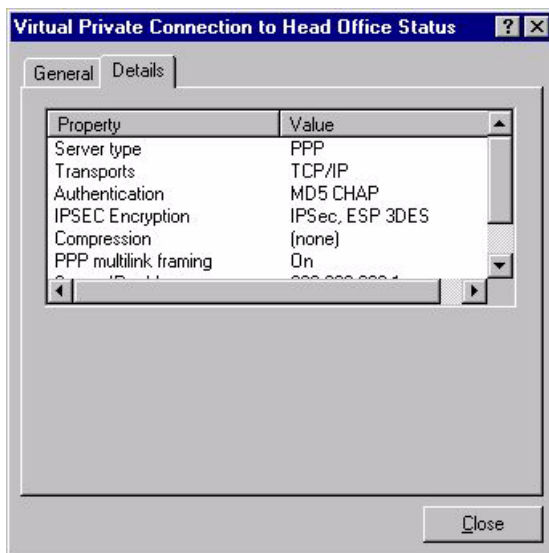 Virtual Private Connection to Head Office Status
General Details
Property Value
Server type PPP
Transports TCP/IP
Authentication MD5 CHAP
IPSEC Encryption IPSec, ESP 3DES
Compression (none)
PPP multilink framing On
Close